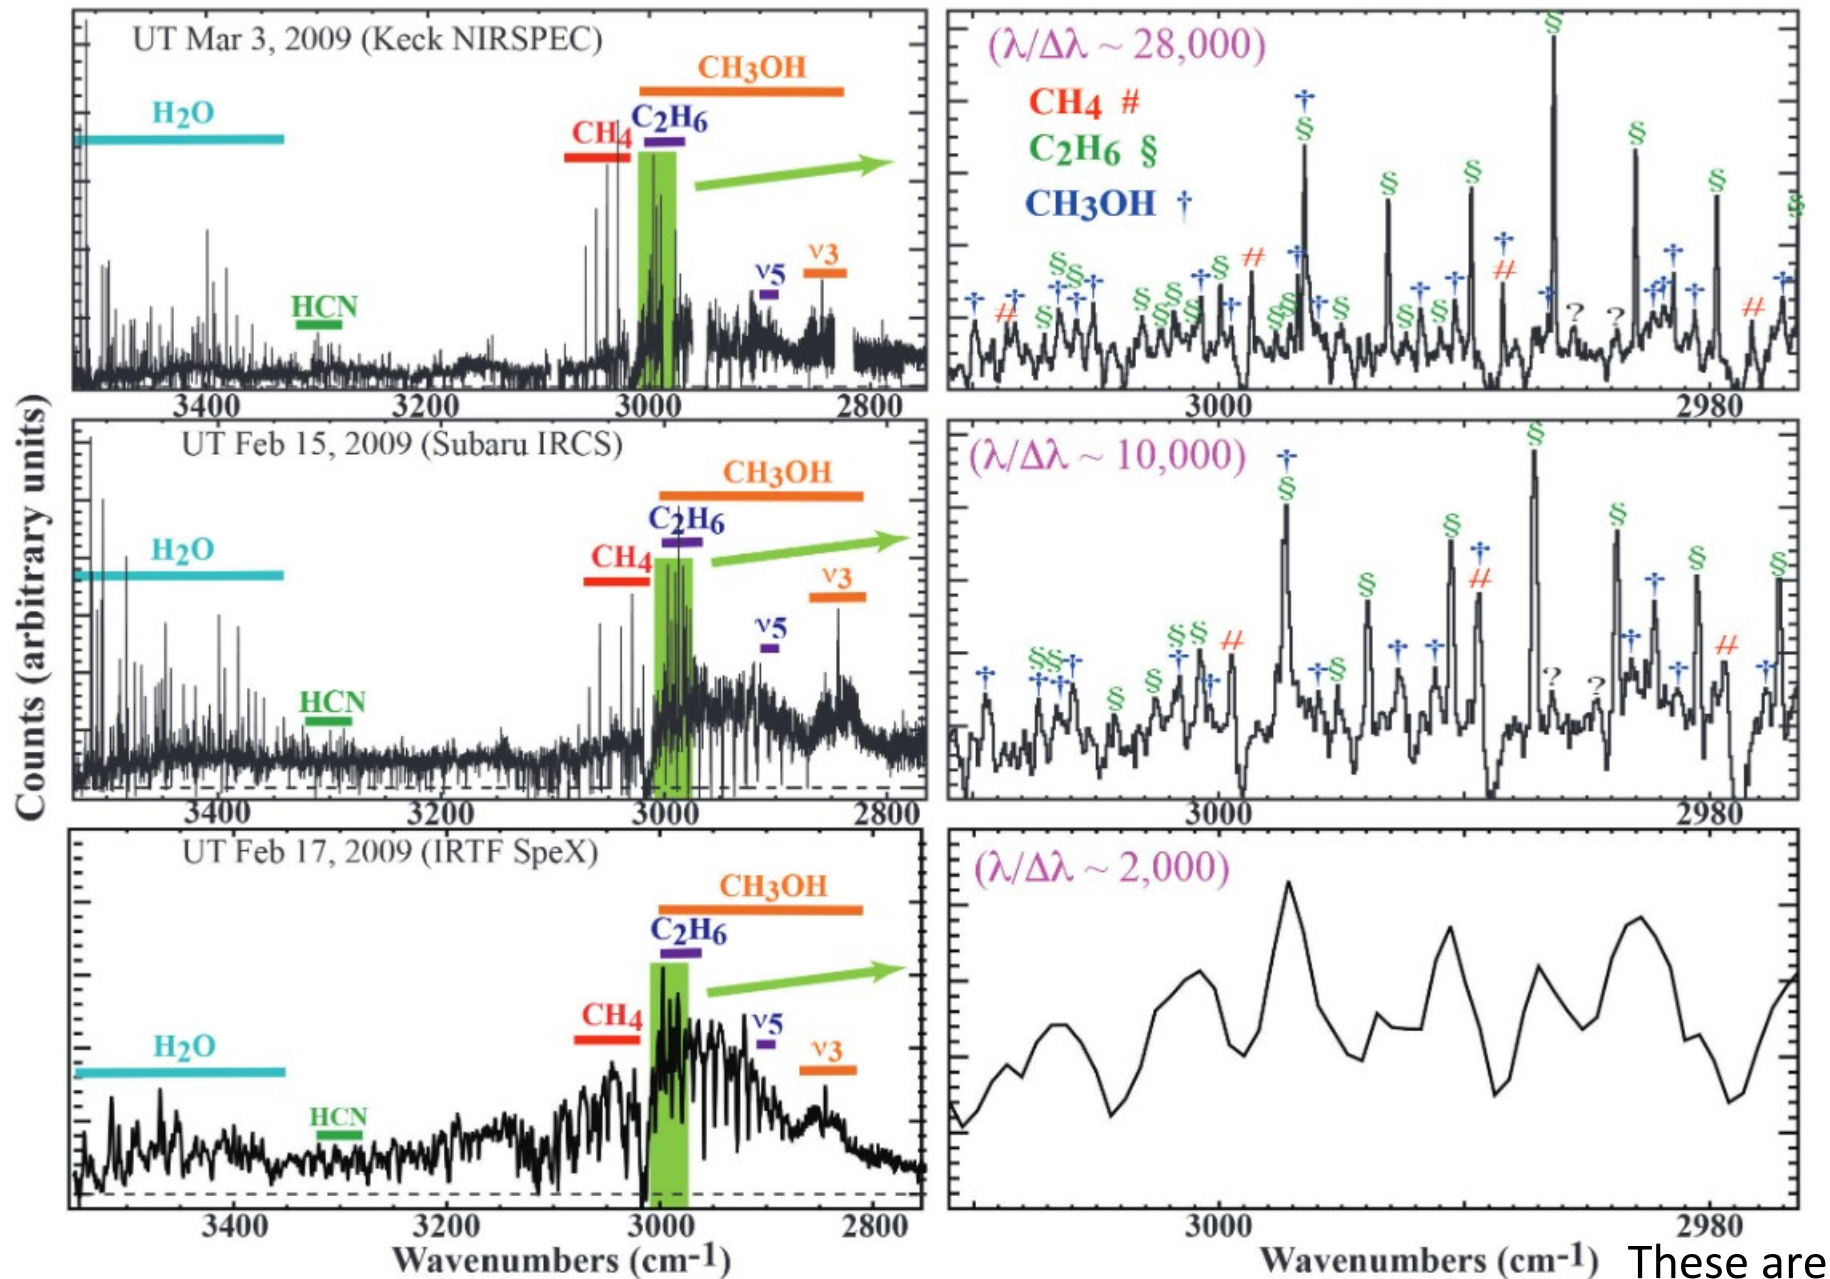 UT Mar 3, 2009 (Keck NIRSPEC)
CH3OH
H2O
C2H6
CH4
ν5
ν3
HCN
3400 3200 3000 2800
(λ/Δλ ~ 28,000)
CH4 #
C2H6 §
CH3OH †
? ?
3000 2980
UT Feb 15, 2009 (Subaru IRCS)
CH3OH
C2H6
H2O
CH4
ν3
ν5
HCN
3400 3200 3000 2800
(λ/Δλ ~ 10,000)
? ?
3000 2980
UT Feb 17, 2009 (IRTF SpeX)
CH3OH
C2H6
CH4
ν5
H2O
ν3
HCN
3400 3200 3000 2800
Wavenumbers (cm-1)
(λ/Δλ ~ 2,000)
3000 2980
Wavenumbers (cm-1)
Counts (arbitrary units)
These are